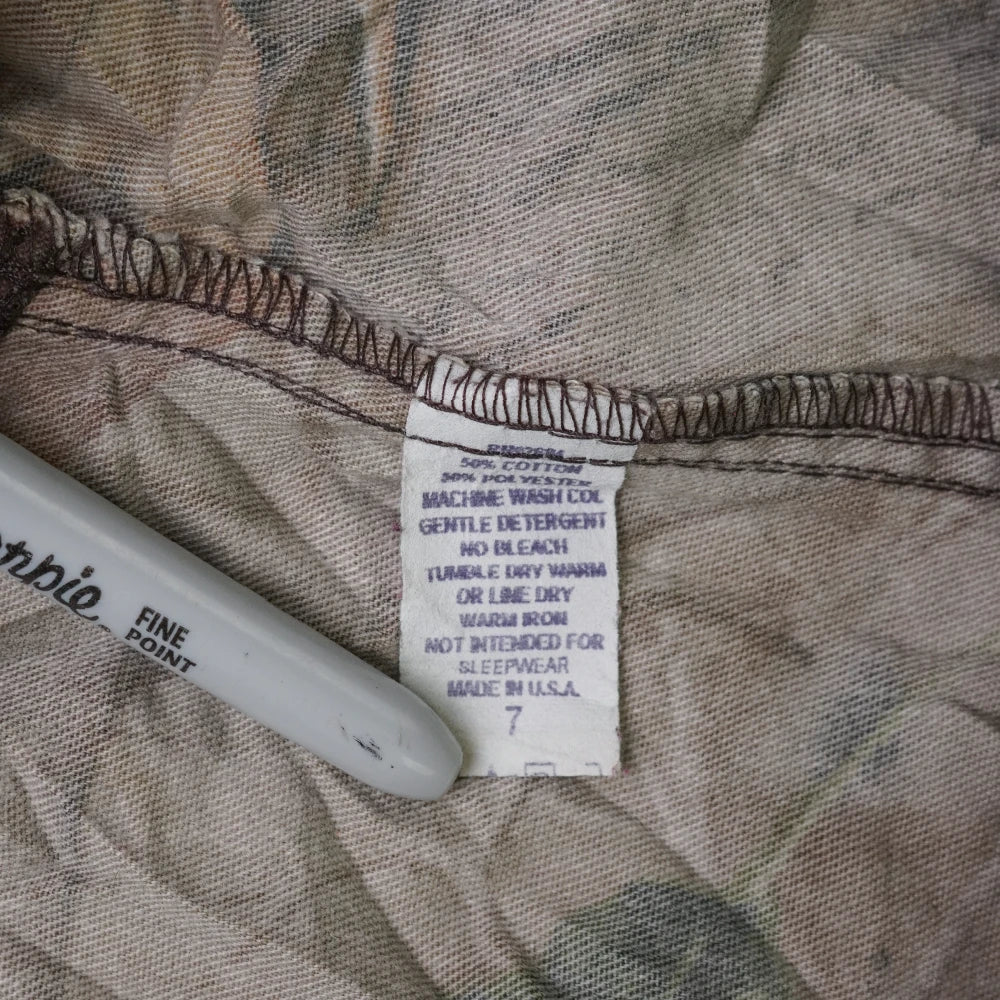 50% COTTON
50% POLYESTER
MACHINE WASH COL
GENTLE DETERGENT
NO BLEACH
TUMBLE DRY WARM
OR LINE DRY
WARM IRON
NOT INTENDED FOR
SLEEPWEAR
MADE IN U.S.A.
7
FINE
POINT